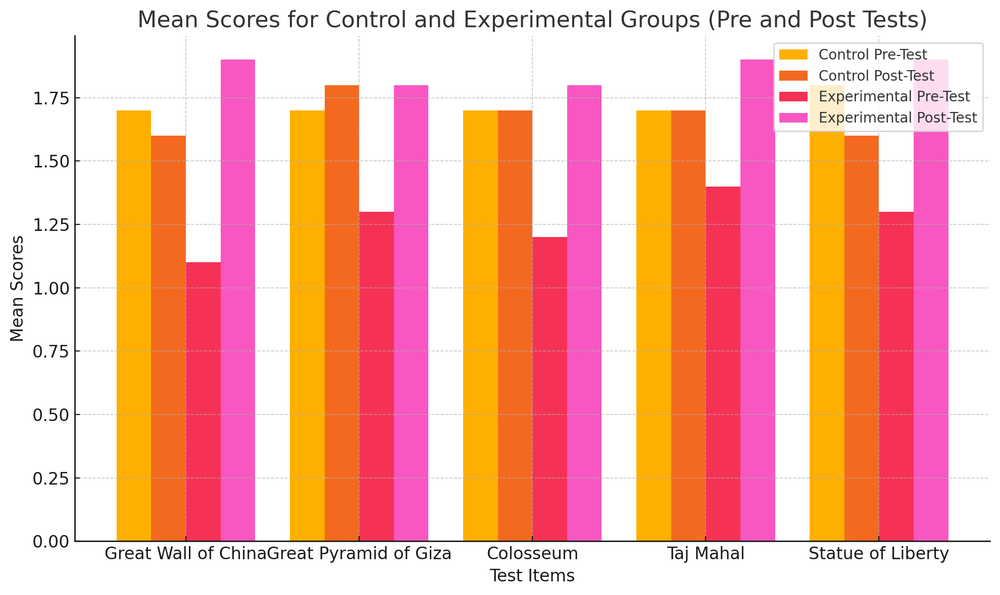 Mean Scores for Control and Experimental Groups (Pre and Post Tests)
Control Pre-Test
Control Post-Test
Experimental Pre-Test
Experimental Post-Test
Mean Scores
1.75
1.50
1.25
1.00
0.75
0.50
0.25
0.00
Great Wall of China Great Pyramid of Giza Colosseum Taj Mahal Statue of Liberty
Test Items